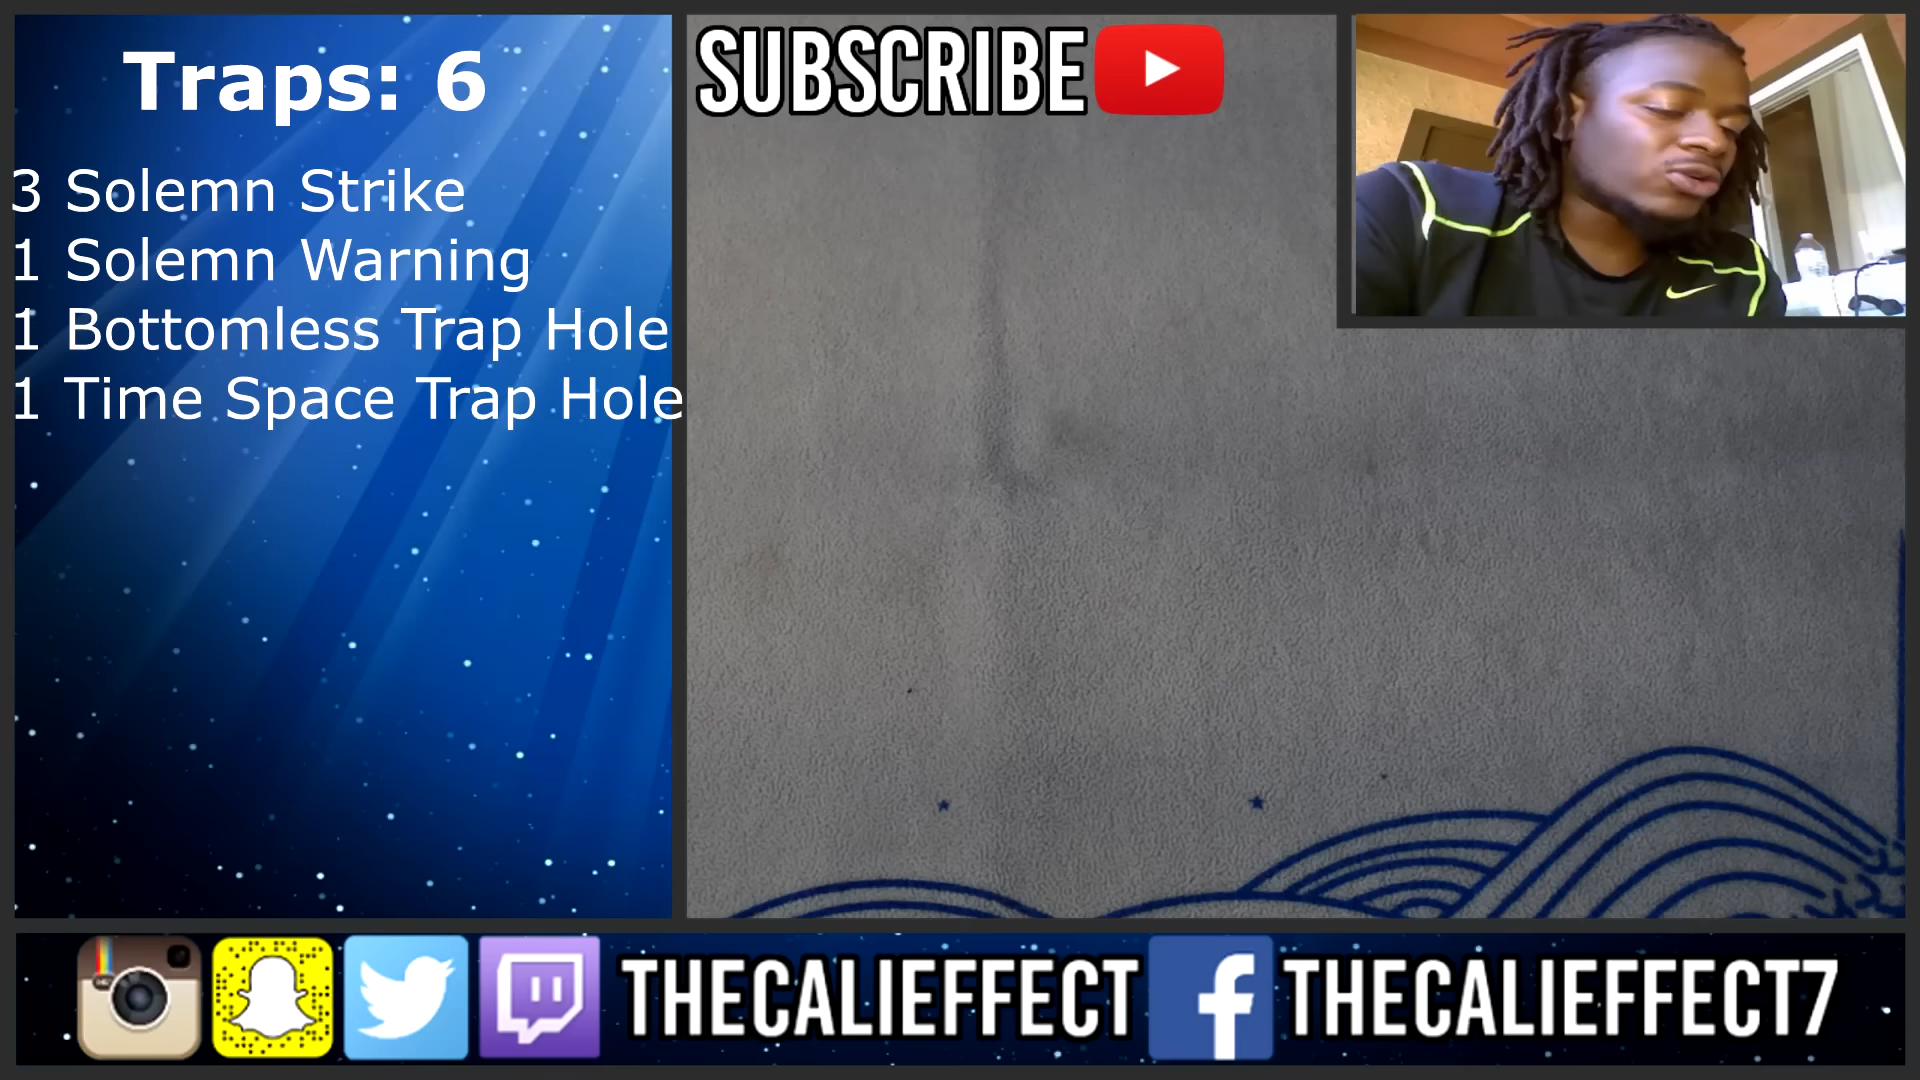 Traps: 6
3 Solemn Strike
1 Solemn Warning
1 Bottomless Trap Hole
1 Time Space Trap Hole
SUBSCRIBE
THECALIEFFECT
THECALIEFFECT7